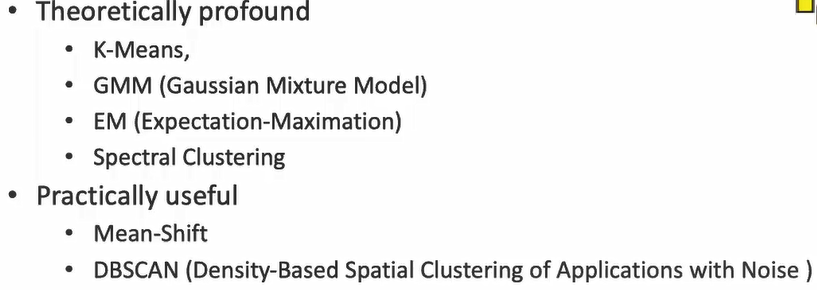 • Theoretically profound
• K-Means,
• GMM (Gaussian Mixture Model)
• EM (Expectation-Maximation)
• Spectral Clustering
• Practically useful
• Mean-Shift
• DBSCAN (Density-Based Spatial Clustering of Applications with Noise )